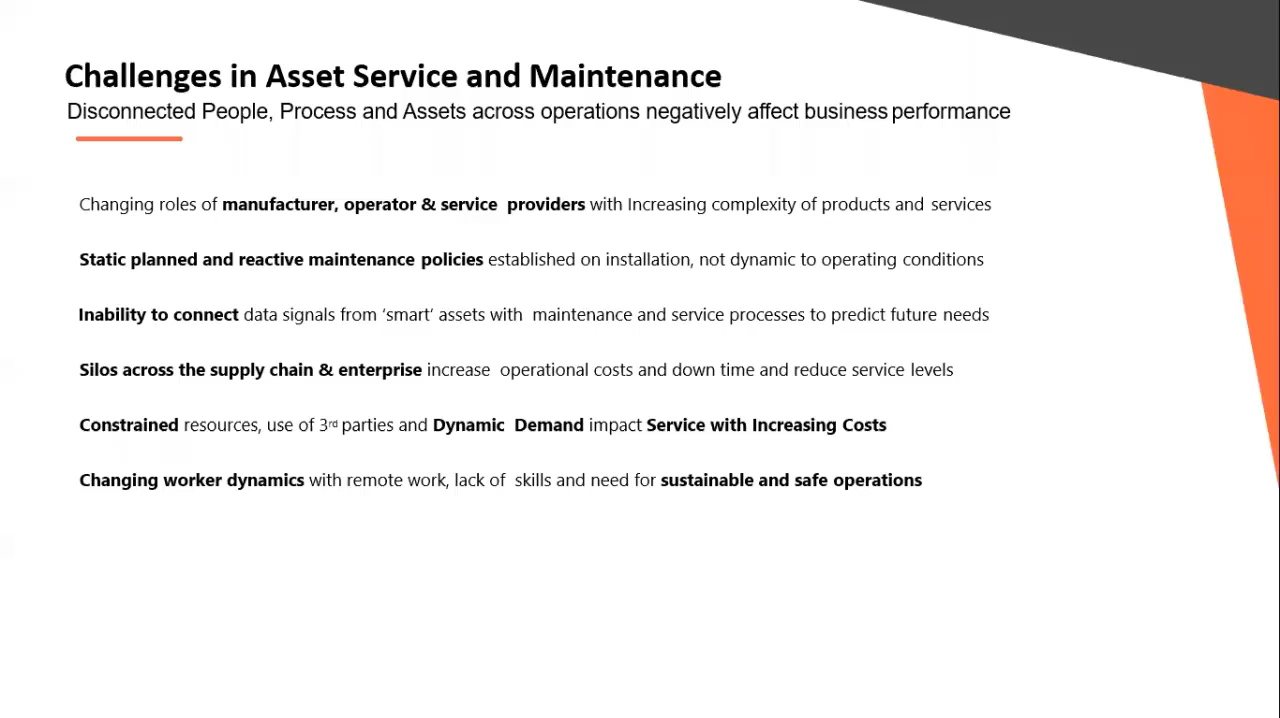 Challenges in Asset Service and Maintenance
Disconnected People, Process and Assets across operations negatively affect business performance
Changing roles of manufacturer, operator & service providers with Increasing complexity of products and services
Static planned and reactive maintenance policies established on installation, not dynamic to operating conditions
Inability to connect data signals from ‘smart’ assets with maintenance and service processes to predict future needs
Silos across the supply chain & enterprise increase operational costs and down time and reduce service levels
Constrained resources, use of 3rd parties and Dynamic Demand impact Service with Increasing Costs
Changing worker dynamics with remote work, lack of skills and need for sustainable and safe operations